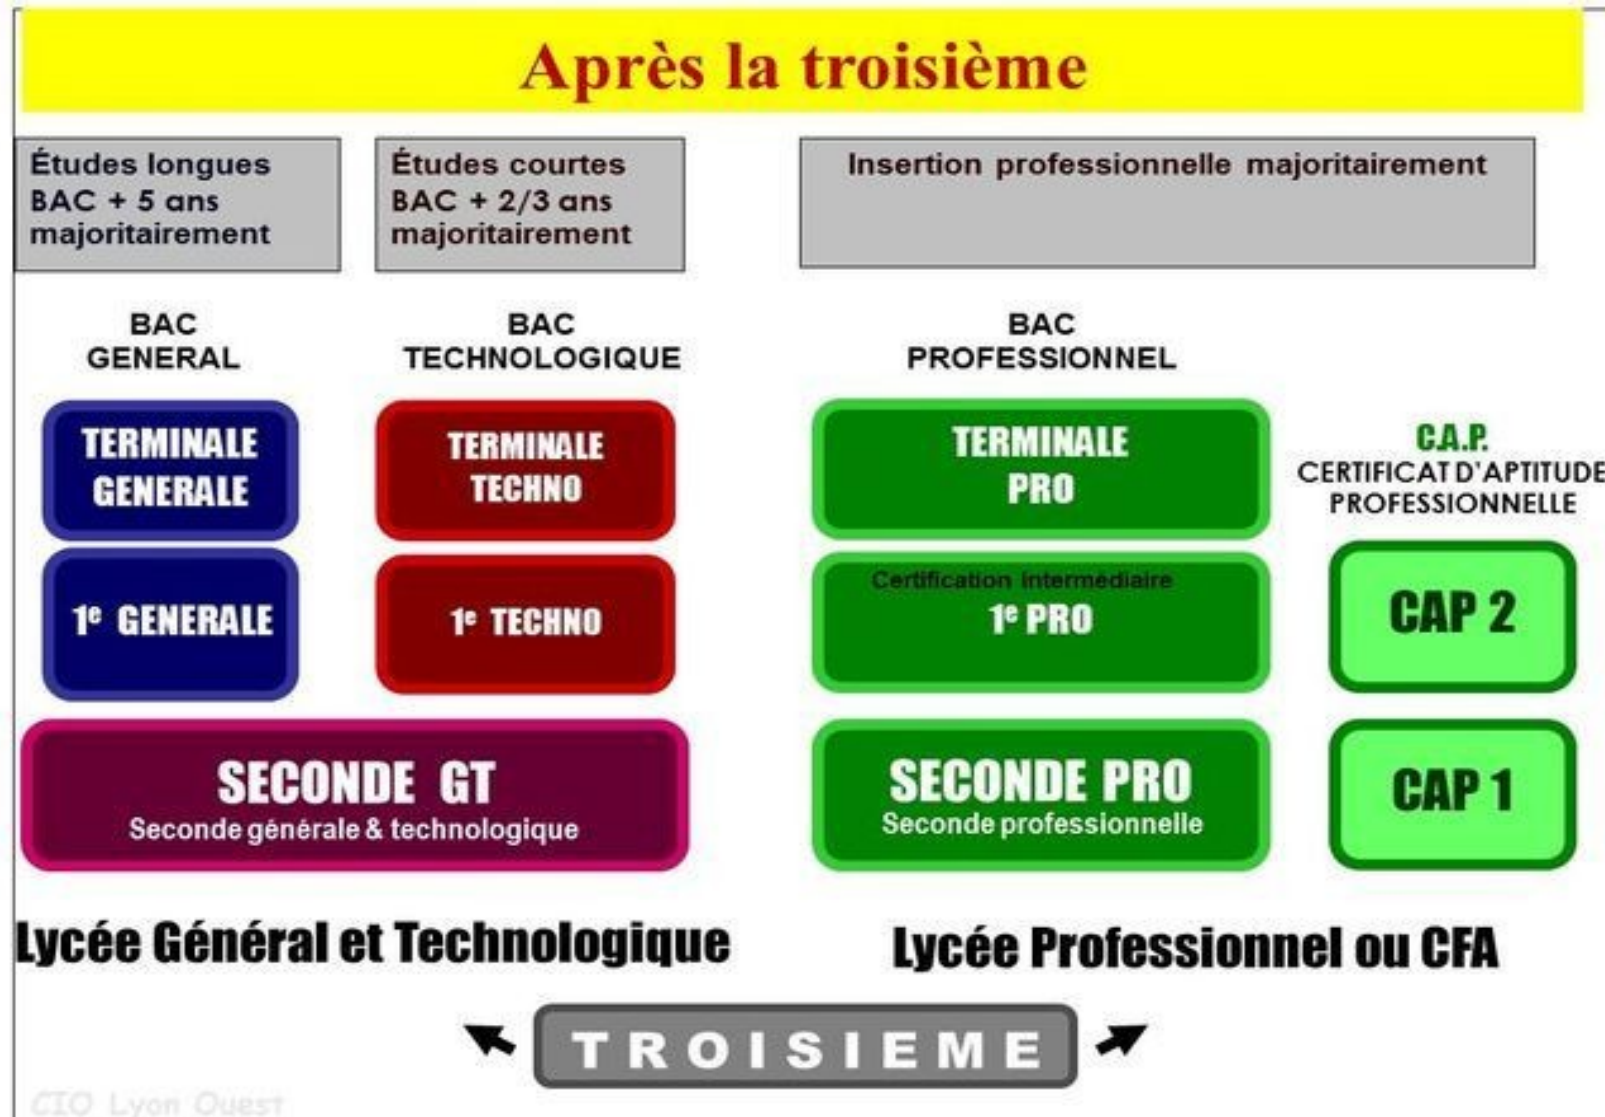 Après la troisième
Études longues
BAC + 5 ans
majoritairement
Études courtes
BAC + 2/3 ans
majoritairement
Insertion professionnelle majoritairement
BAC
GENERAL
BAC
TECHNOLOGIQUE
BAC
PROFESSIONNEL
TERMINALE
GENERALE
TERMINALE
TECHNO
TERMINALE
PRO
C.A.P.
CERTIFICAT D'APTITUDE
PROFESSIONNELLE
1e GENERALE
1e TECHNO
Certification intermédiaire
1e PRO
CAP 2
SECONDE GT
Seconde générale & technologique
SECONDE PRO
Seconde professionnelle
CAP 1
Lycée Général et Technologique
Lycée Professionnel ou CFA
TROISIEME
CIO Lyon Ouest